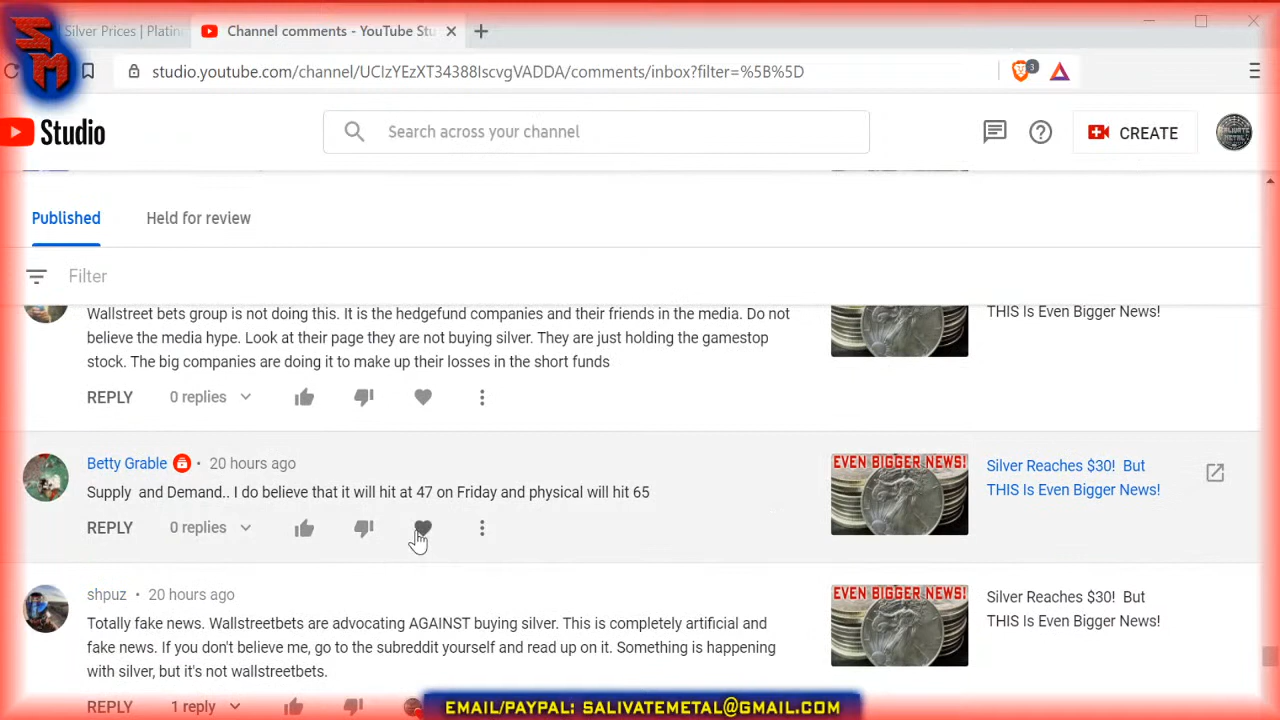 SM
Silver Prices | Platin
Channel comments - YouTube Stu
studio.youtube.com/channel/UCIzYEzXT34388IscvgVADDA/comments/inbox?filter=%5B%5D
3
Studio
Search across your channel
CREATE
Published
Held for review
Filter
Wallstreet bets group is not doing this. It is the hedgefund companies and their friends in the media. Do not
believe the media hype. Look at their page they are not buying silver. They are just holding the gamestop
stock. The big companies are doing it to make up their losses in the short funds
THIS Is Even Bigger News!
REPLY 0 replies
Betty Grable • 20 hours ago
Supply and Demand.. I do believe that it will hit at 47 on Friday and physical will hit 65
REPLY 0 replies
EVEN BIGGER NEWS!
Silver Reaches $30! But
THIS Is Even Bigger News!
shpuz • 20 hours ago
Totally fake news. Wallstreetbets are advocating AGAINST buying silver. This is completely artificial and
fake news. If you don't believe me, go to the subreddit yourself and read up on it. Something is happening
with silver, but it's not wallstreetbets.
REPLY 1 reply
EVEN BIGGER NEWS!
Silver Reaches $30! But
THIS Is Even Bigger News!
EMAIL/PAYPAL: SALIVATEMETAL@GMAIL.COM